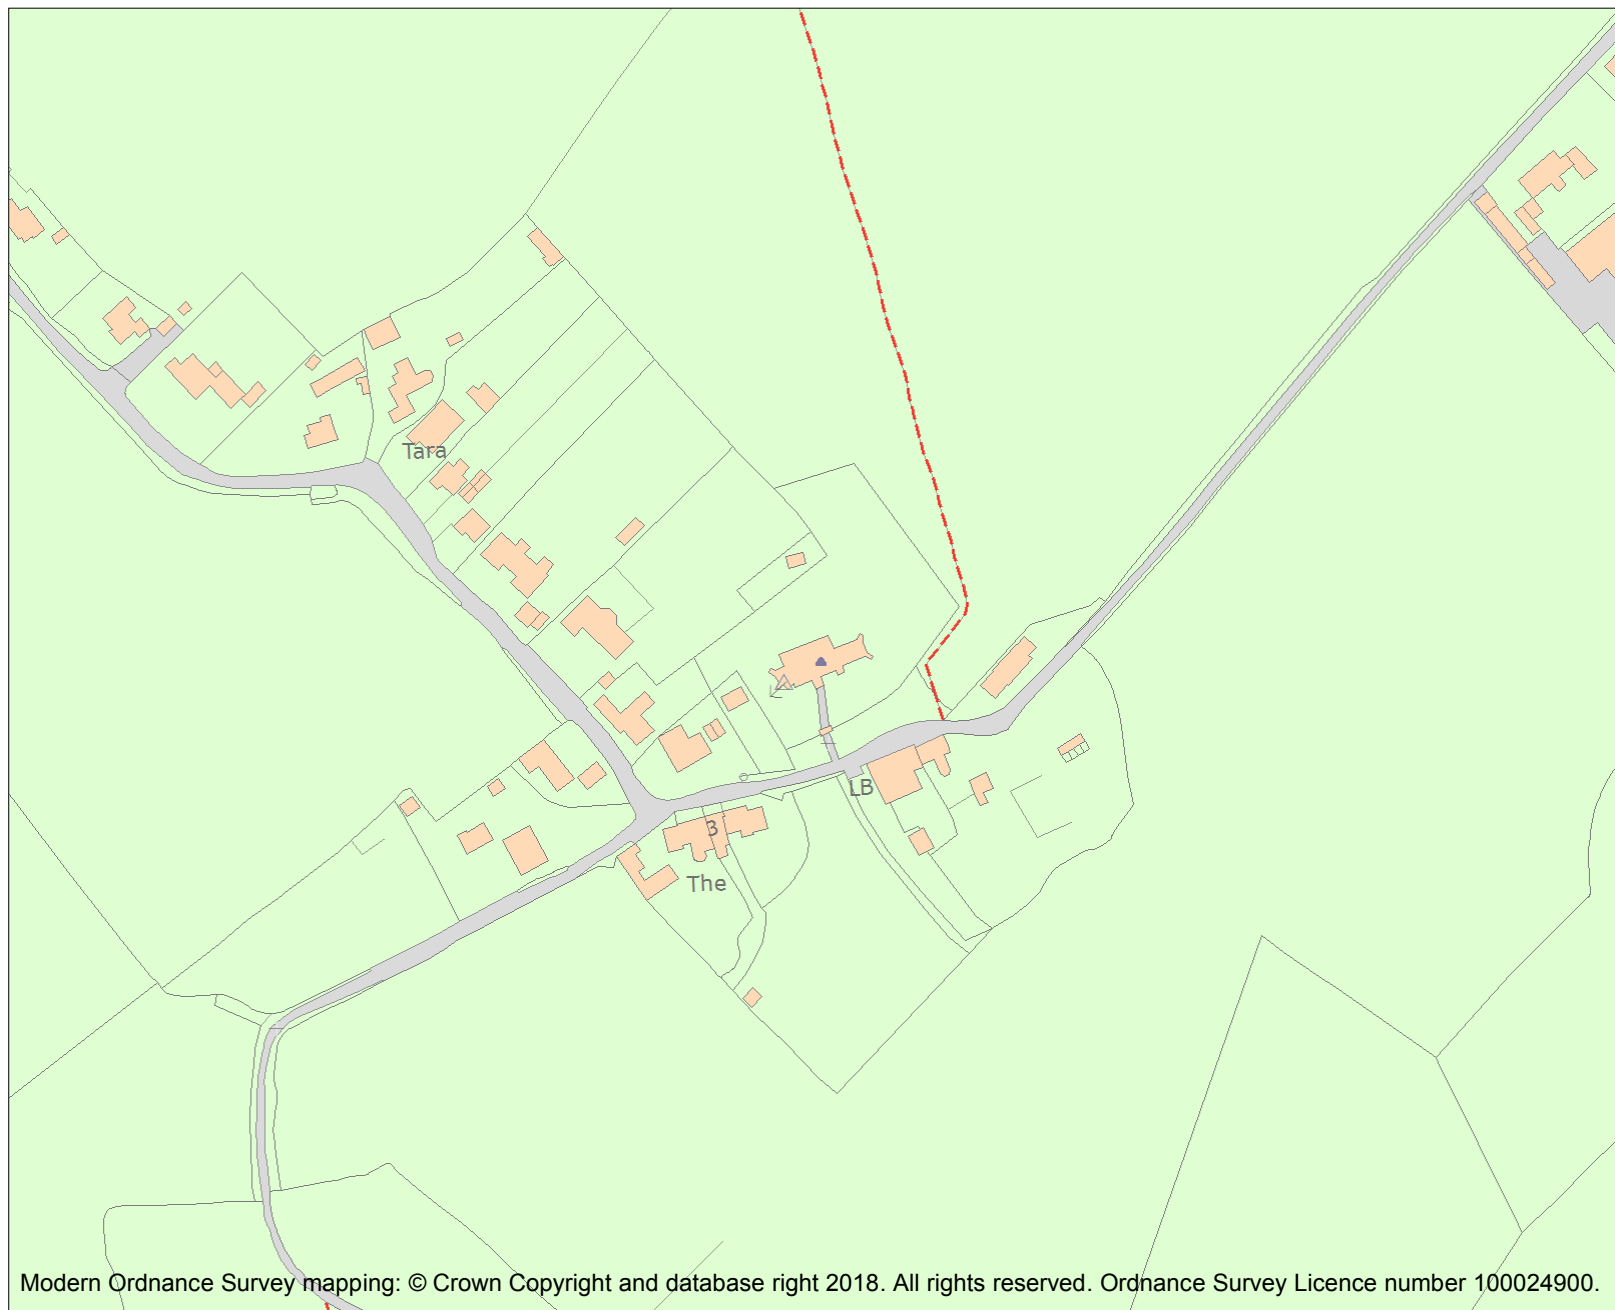 Tara
LB
3
The
Modern Ordnance Survey mapping: © Crown Copyright and database right 2018. All rights reserved. Ordnance Survey Licence number 100024900.